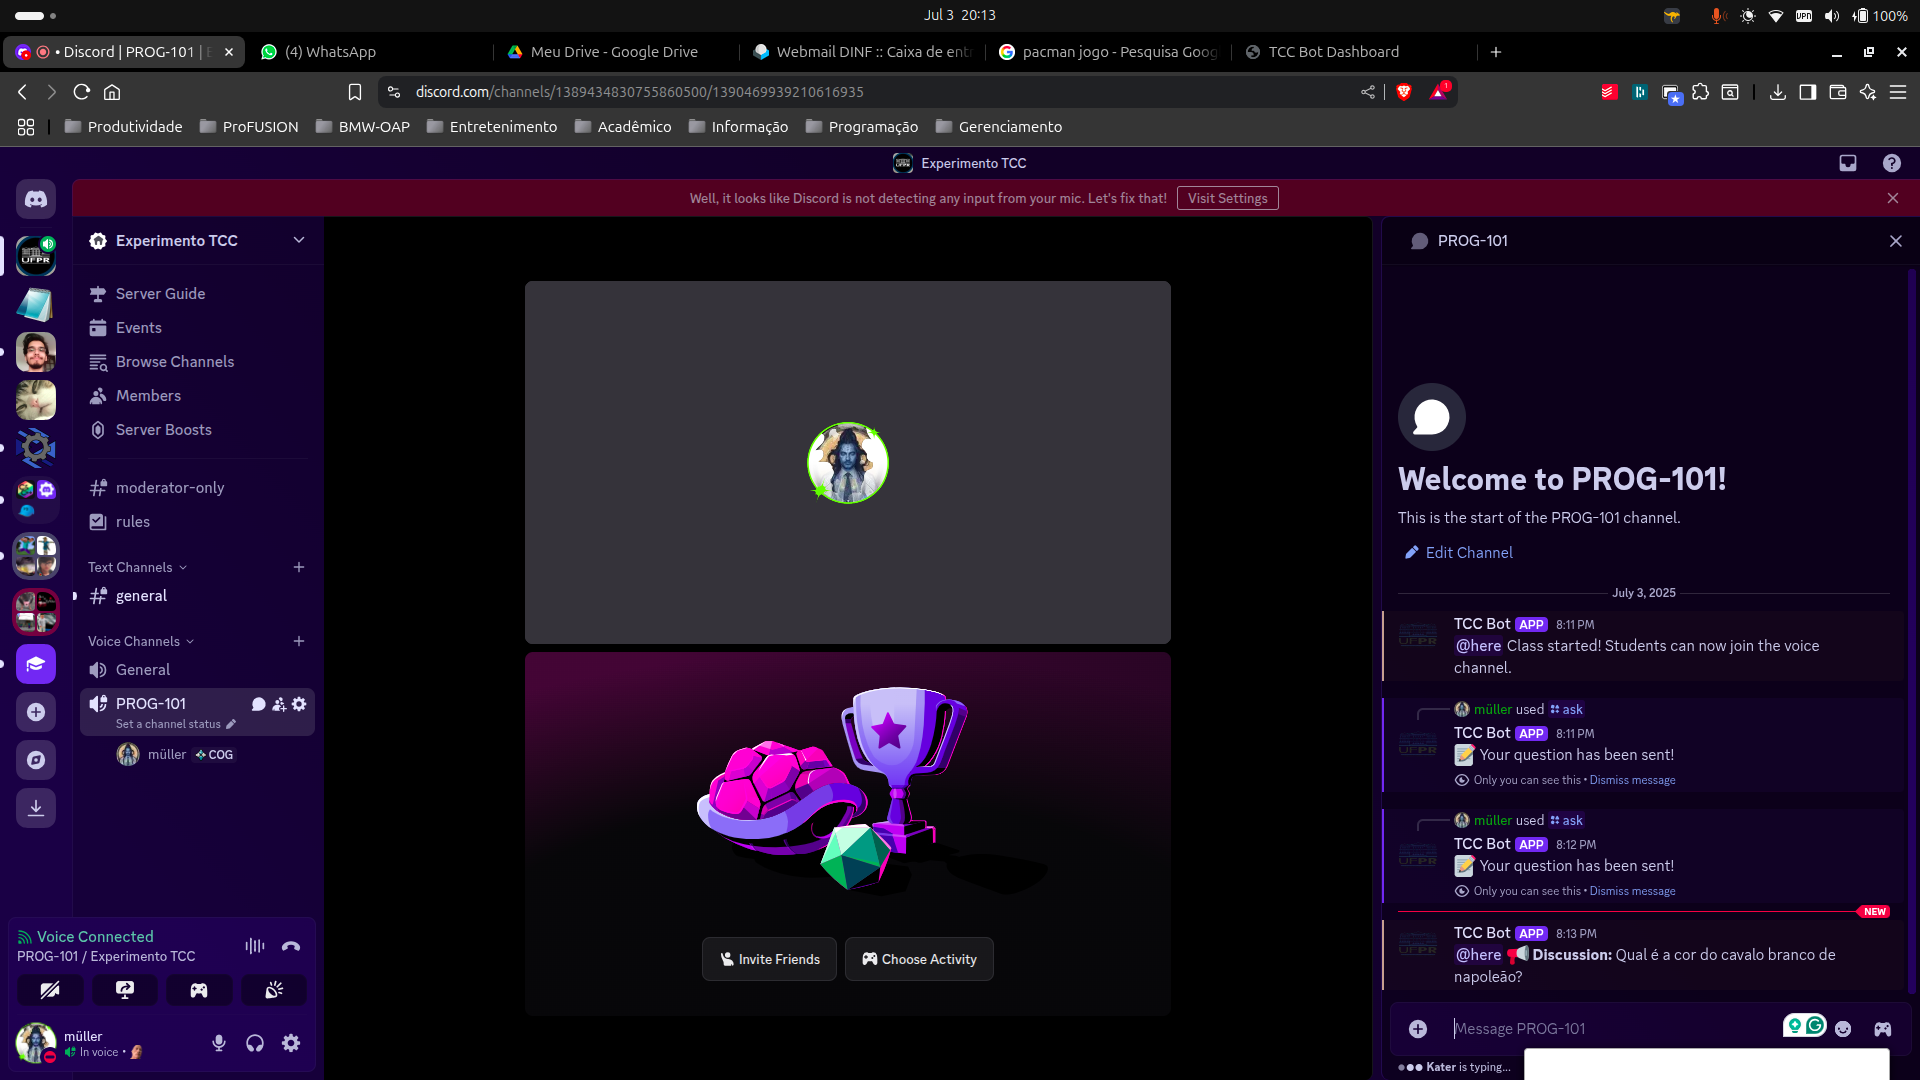 Jul 3 20:13
VPN
100%
• Discord | PROG-101 | E
(4) WhatsApp
Meu Drive - Google Drive
Webmail DINF :: Caixa de ent
pacman jogo - Pesquisa Goog
TCC Bot Dashboard
discord.com/channels/1389434830755860500/1390469939210616935
1
Produtividade
ProFUSION
BMW-OAP
Entretenimento
Acadêmico
Informação
Programação
Gerenciamento
Experimento TCC
Well, it looks like Discord is not detecting any input from your mic. Let's fix that!
Visit Settings
UFPR
Experimento TCC
Server Guide
Events
Browse Channels
Members
Server Boosts
moderator-only
rules
Text Channels
general
Voice Channels
General
PROG-101
Set a channel status
müller COG
Voice Connected
PROG-101 / Experimento TCC
müller
In voice •
Invite Friends
Choose Activity
PROG-101
Welcome to PROG-101!
This is the start of the PROG-101 channel.
Edit Channel
July 3, 2025
TCC Bot APP 8:11 PM
@here Class started! Students can now join the voice
channel.
müller used ask
TCC Bot APP 8:11 PM
Your question has been sent!
Only you can see this • Dismiss message
müller used ask
TCC Bot APP 8:12 PM
Your question has been sent!
Only you can see this • Dismiss message
NEW
TCC Bot APP 8:13 PM
@here Discussion: Qual é a cor do cavalo branco de
napoleão?
Message PROG-101
Kater is typing...